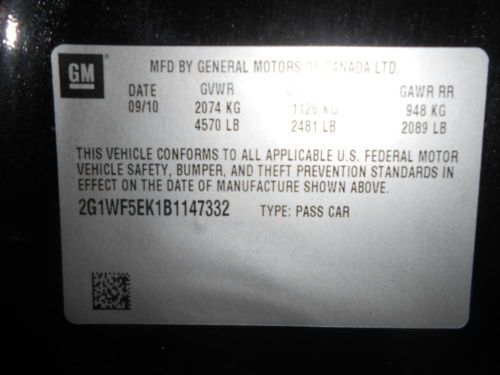 GM
MFD BY GENERAL MOTORS OF CANADA LTD.
DATE GVWR GAWR RR
09/10 2074 KG 1126 KG 948 KG
4570 LB 2481 LB 2089 LB
THIS VEHICLE CONFORMS TO ALL APPLICABLE U.S. FEDERAL MOTOR
VEHICLE SAFETY, BUMPER, AND THEFT PREVENTION STANDARDS IN
EFFECT ON THE DATE OF MANUFACTURE SHOWN ABOVE.
2G1WF5EK1B1147332 TYPE: PASS CAR